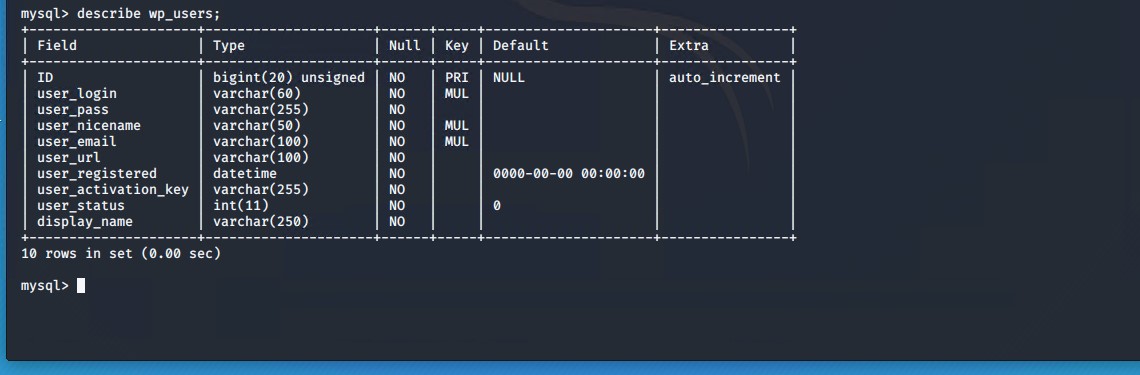 mysql> describe wp_users;
+---------------------+---------------------+------+-----+---------------------+----------------+
| Field               | Type                | Null | Key | Default             | Extra          |
+---------------------+---------------------+------+-----+---------------------+----------------+
| ID                  | bigint(20) unsigned | NO   | PRI | NULL                | auto_increment |
| user_login          | varchar(60)         | NO   | MUL |                     |                |
| user_pass           | varchar(255)        | NO   |     |                     |                |
| user_nicename       | varchar(50)         | NO   | MUL |                     |                |
| user_email          | varchar(100)        | NO   | MUL |                     |                |
| user_url            | varchar(100)        | NO   |     |                     |                |
| user_registered     | datetime            | NO   |     | 0000-00-00 00:00:00 |                |
| user_activation_key | varchar(255)        | NO   |     |                     |                |
| user_status         | int(11)             | NO   |     | 0                   |                |
| display_name        | varchar(250)        | NO   |     |                     |                |
+---------------------+---------------------+------+-----+---------------------+----------------+
10 rows in set (0.00 sec)
mysql>